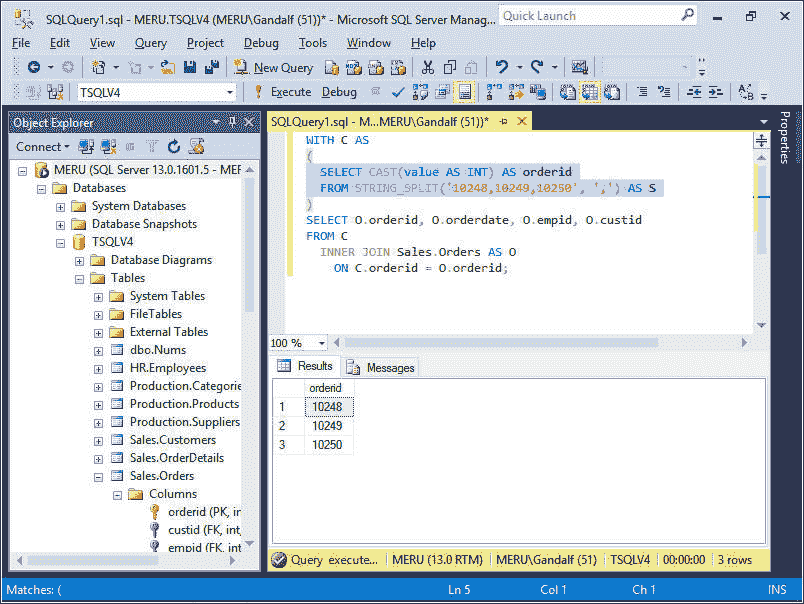 SQLQuery1.sql - MERU.TSQLV4 (MERU\Gandalf (51))* - Microsoft SQL Server Manag...
Quick Launch
File Edit View Query Project Debug Tools Window Help
New Query
TSQLV4 Execute Debug
Object Explorer
SQLQuery1.sql - M...MERU\Gandalf (51))*
Properties
Connect
MERU (SQL Server 13.0.1601.5 - MER
Databases
System Databases
Database Snapshots
TSQLV4
Database Diagrams
Tables
System Tables
FileTables
External Tables
dbo.Nums
HR.Employees
Production.Categorie
Production.Products
Production.Suppliers
Sales.Customers
Sales.OrderDetails
Sales.Orders
Columns
orderid (PK, in
custid (FK, int,
empid (FK, int
WITH C AS
(
SELECT CAST(value AS INT) AS orderid
FROM STRING_SPLIT('10248,10249,10250', ',') AS S
)
SELECT O.orderid, O.orderdate, O.empid, O.custid
FROM C
INNER JOIN Sales.Orders AS O
ON C.orderid = O.orderid;
100 %
Results Messages
orderid
1 10248
2 10249
3 10250
Query execute... MERU (13.0 RTM) MERU\Gandalf (51) TSQLV4 00:00:00 3 rows
Matches: ( Ln 5 Col 1 Ch 1 INS